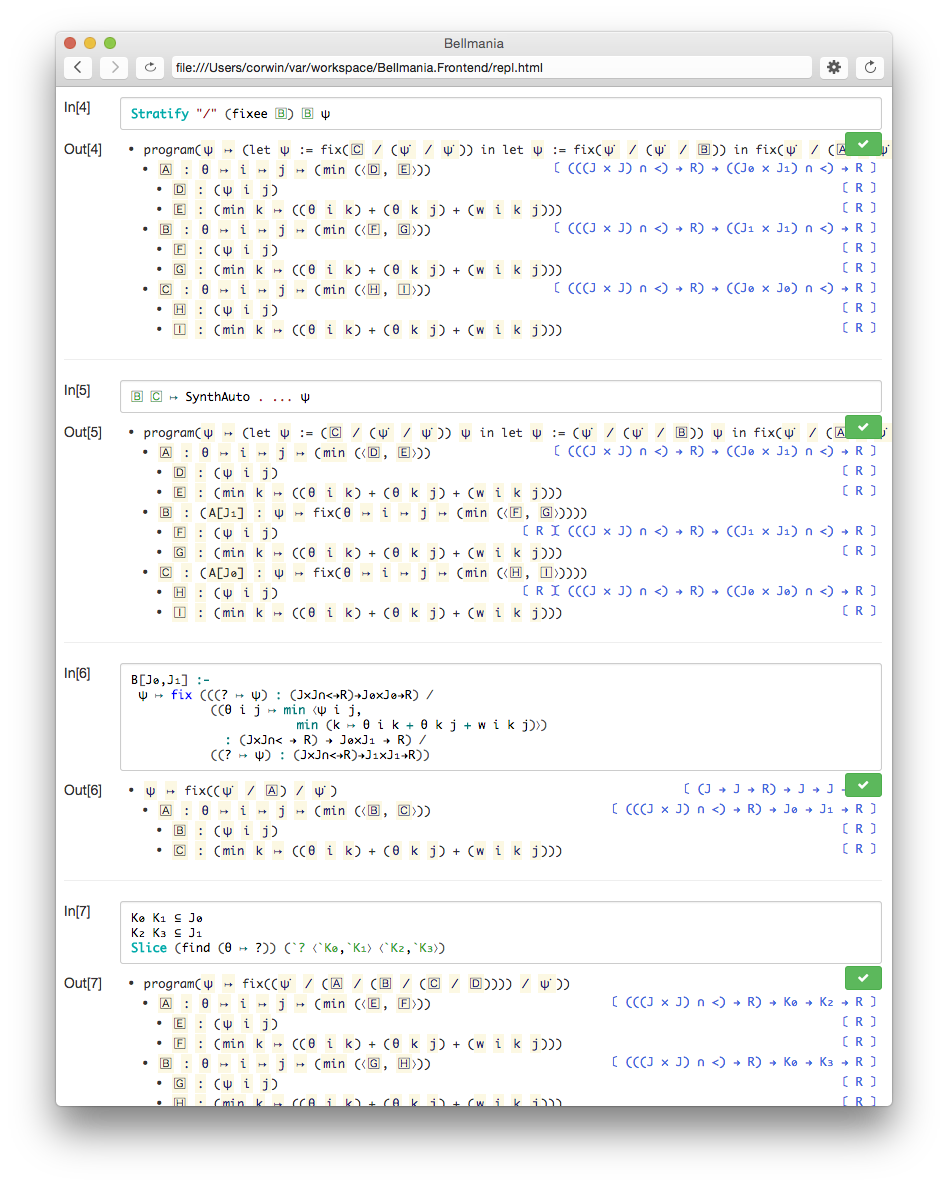 Bellmania
file:///Users/corwin/var/workspace/Bellmania.Frontend/repl.html
In[4]
Stratify "/" (fixee 🄱) 🄱 ψ
Out[4]
• program(ψ ↦ (let ψ := fix(🄲 / (ψ̇ / ψ̇)) in let ψ := fix(ψ̇ / (ψ̇ / 🄱)) in fix(ψ̇ / (🄰
• 🄰 : θ ↦ i ↦ j ↦ (min (⟨🄳, 🄴⟩)) 〔 (((J × J) ∩ <) → R) → ((J₀ × J₁) ∩ <) → R 〕
• 🄳 : (ψ i j) 〔 R 〕
• 🄴 : (min k ↦ ((θ i k) + (θ k j) + (w i k j))) 〔 R 〕
• 🄱 : θ ↦ i ↦ j ↦ (min (⟨🄵, 🄶⟩)) 〔 (((J × J) ∩ <) → R) → ((J₁ × J₁) ∩ <) → R 〕
• 🄵 : (ψ i j) 〔 R 〕
• 🄶 : (min k ↦ ((θ i k) + (θ k j) + (w i k j))) 〔 R 〕
• 🄲 : θ ↦ i ↦ j ↦ (min (⟨🄷, 🄸⟩)) 〔 (((J × J) ∩ <) → R) → ((J₀ × J₀) ∩ <) → R 〕
• 🄷 : (ψ i j) 〔 R 〕
• 🄸 : (min k ↦ ((θ i k) + (θ k j) + (w i k j))) 〔 R 〕
In[5]
🄱 🄲 ↦ SynthAuto . ... ψ
Out[5]
• program(ψ ↦ (let ψ := (🄲 / (ψ̇ / ψ̇)) ψ in let ψ := (ψ̇ / (ψ̇ / 🄱)) ψ in fix(ψ̇ / (🄰
• 🄰 : θ ↦ i ↦ j ↦ (min (⟨🄳, 🄴⟩)) 〔 (((J × J) ∩ <) → R) → ((J₀ × J₁) ∩ <) → R 〕
• 🄳 : (ψ i j) 〔 R 〕
• 🄴 : (min k ↦ ((θ i k) + (θ k j) + (w i k j))) 〔 R 〕
• 🄱 : (A[J₁] : ψ ↦ fix(θ ↦ i ↦ j ↦ (min (⟨🄵, 🄶⟩))))
• 🄵 : (ψ i j) 〔 R 〕〔 (((J × J) ∩ <) → R) → ((J₁ × J₁) ∩ <) → R 〕
• 🄶 : (min k ↦ ((θ i k) + (θ k j) + (w i k j))) 〔 R 〕
• 🄲 : (A[J₀] : ψ ↦ fix(θ ↦ i ↦ j ↦ (min (⟨🄷, 🄸⟩))))
• 🄷 : (ψ i j) 〔 R 〕〔 (((J × J) ∩ <) → R) → ((J₀ × J₀) ∩ <) → R 〕
• 🄸 : (min k ↦ ((θ i k) + (θ k j) + (w i k j))) 〔 R 〕
In[6]
B[J₀,J₁] :-
ψ ↦ fix (((? ↦ ψ) : (J×J∩<→R)→J₀×J₀→R) /
((θ i j ↦ min ⟨ψ i j,
min (k ↦ θ i k + θ k j + w i k j)⟩)
: (J×J∩< → R) → J₀×J₁ → R) /
((? ↦ ψ) : (J×J∩<→R)→J₁×J₁→R))
Out[6]
• ψ ↦ fix((ψ̇ / 🄰) / ψ̇) 〔 (J → J → R) → J → J
• 🄰 : θ ↦ i ↦ j ↦ (min (⟨🄱, 🄲⟩)) 〔 (((J × J) ∩ <) → R) → J₀ → J₁ → R 〕
• 🄱 : (ψ i j) 〔 R 〕
• 🄲 : (min k ↦ ((θ i k) + (θ k j) + (w i k j))) 〔 R 〕
In[7]
K₀ K₁ ⊆ J₀
K₂ K₃ ⊆ J₁
Slice (find (θ ↦ ?)) (`? ⟨`K₀,`K₁⟩ ⟨`K₂,`K₃⟩)
Out[7]
• program(ψ ↦ fix((ψ̇ / (🄰 / (🄱 / (🄲 / 🄳)))) / ψ̇))
• 🄰 : θ ↦ i ↦ j ↦ (min (⟨🄴, 🄵⟩)) 〔 (((J × J) ∩ <) → R) → K₀ → K₂ → R 〕
• 🄴 : (ψ i j) 〔 R 〕
• 🄵 : (min k ↦ ((θ i k) + (θ k j) + (w i k j))) 〔 R 〕
• 🄱 : θ ↦ i ↦ j ↦ (min (⟨🄶, 🄷⟩)) 〔 (((J × J) ∩ <) → R) → K₀ → K₃ → R 〕
• 🄶 : (ψ i j) 〔 R 〕
• 🄷 : (min k ↦ ((θ i k) + (θ k j) + (w i k j))) 〔 R 〕